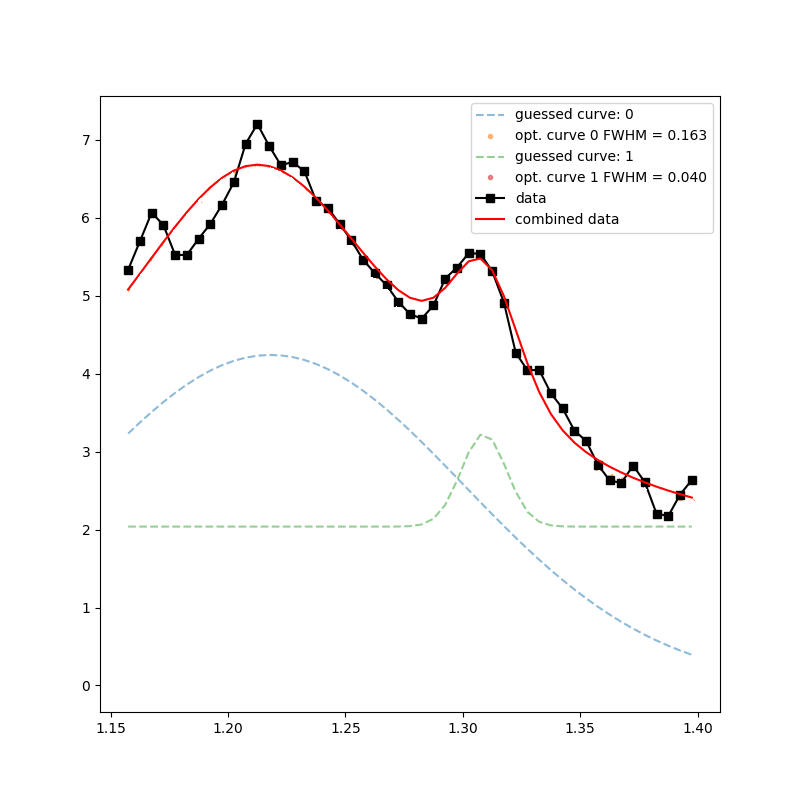 guessed curve: 0
opt. curve 0 FWHM = 0.163
guessed curve: 1
opt. curve 1 FWHM = 0.040
data
combined data
7
6
5
4
3
2
1
0
1.15 1.20 1.25 1.30 1.35 1.40